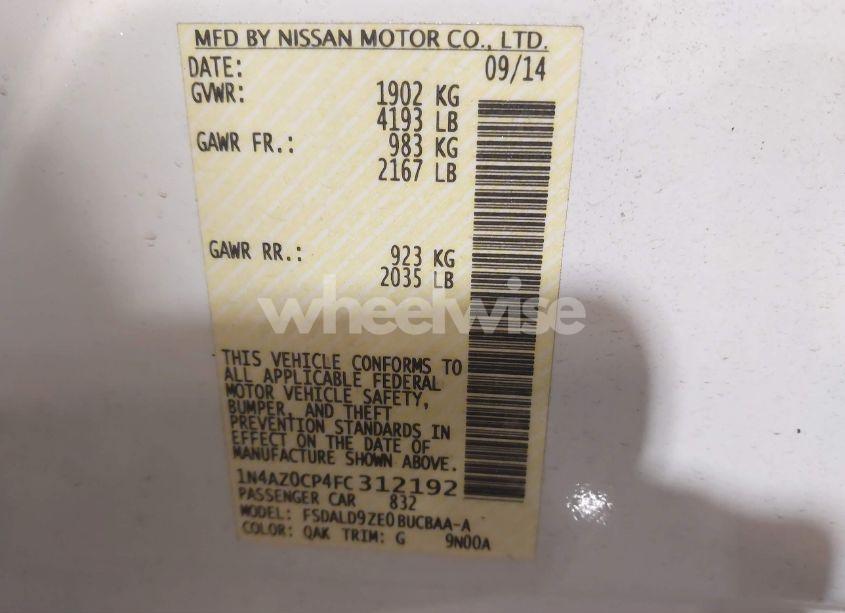 MFD BY NISSAN MOTOR CO., LTD.
DATE: 09/14
GVWR: 1902 KG
4193 LB
GAWR FR.: 983 KG
2167 LB
GAWR RR.: 923 KG
2035 LB
wheelwise
THIS VEHICLE CONFORMS TO
ALL APPLICABLE FEDERAL
MOTOR VEHICLE SAFETY,
BUMPER, AND THEFT
PREVENTION STANDARDS IN
EFFECT ON THE DATE OF
MANUFACTURE SHOWN ABOVE.
1N4AZ0CP4FC312192
PASSENGER CAR 832
MODEL: FSDALD9ZE0BUCBAA-A
COLOR: QAK TRIM: G 9N00A